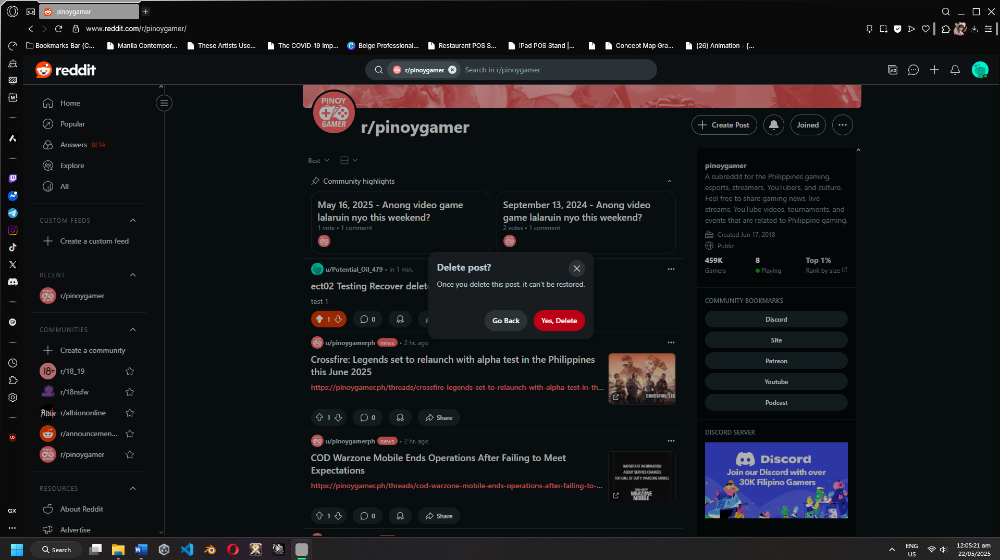 pinoygamer
www.reddit.com/r/pinoygamer/
Bookmarks Bar (C...
Manila Contempor...
These Artists Use...
The COVID-19 Imp...
Beige Professional...
Restaurant POS S...
iPad POS Stand |...
Concept Map Gra...
(26) Animation - {...
reddit
r/pinoygamer
Search in r/pinoygamer
AD
Home
Popular
Answers BETA
Explore
All
CUSTOM FEEDS
Create a custom feed
RECENT
r/pinoygamer
COMMUNITIES
Create a community
18+ r/18_19
r/18nsfw
Albion r/albiononline
r/announcemen...
r/pinoygamer
RESOURCES
About Reddit
Advertise
GX
PINOY
GAMER
r/pinoygamer
Create Post
Joined
Best
Community highlights
May 16, 2025 - Anong video game
lalaruin nyo this weekend?
1 vote • 1 comment
September 13, 2024 - Anong video
game lalaruin nyo this weekend?
2 votes • 1 comment
u/Potential_Oil_479 • in 1 min.
ect02 Testing Recover delet
test 1
1
0
Delete post?
Once you delete this post, it can't be restored.
Go Back
Yes, Delete
u/pinoygamerph news • 2 hr. ago
Crossfire: Legends set to relaunch with alpha test in the Philippines
this June 2025
https://pinoygamer.ph/threads/crossfire-legends-set-to-relaunch-with-alpha-test-in-th...
CROSSFIRE: LEG
1
0
Share
u/pinoygamerph news • 2 hr. ago
COD Warzone Mobile Ends Operations After Failing to Meet
Expectations
https://pinoygamer.ph/threads/cod-warzone-mobile-ends-operations-after-failing-to-...
IMPORTANT INFORMATION
ABOUT SERVICE CHANGES
FOR CALL OF DUTY: WARZONE MOBILE
CALL OF DUTY
WARZONE
MOBILE
1
0
Share
pinoygamer
A subreddit for the Philippines gaming,
esports, streamers, YouTubers, and culture.
Feel free to share gaming news, live
streams, YouTube videos, tournaments, and
events that are related to Philippine gaming.
Created Jun 17, 2018
Public
459K
Gamers
8
Playing
Top 1%
Rank by size
COMMUNITY BOOKMARKS
Discord
Site
Patreon
Youtube
Podcast
DISCORD SERVER
Discord
Join our Discord with over
30K Filipino Gamers
Search
ENG
US
12:05:21 am
22/05/2025